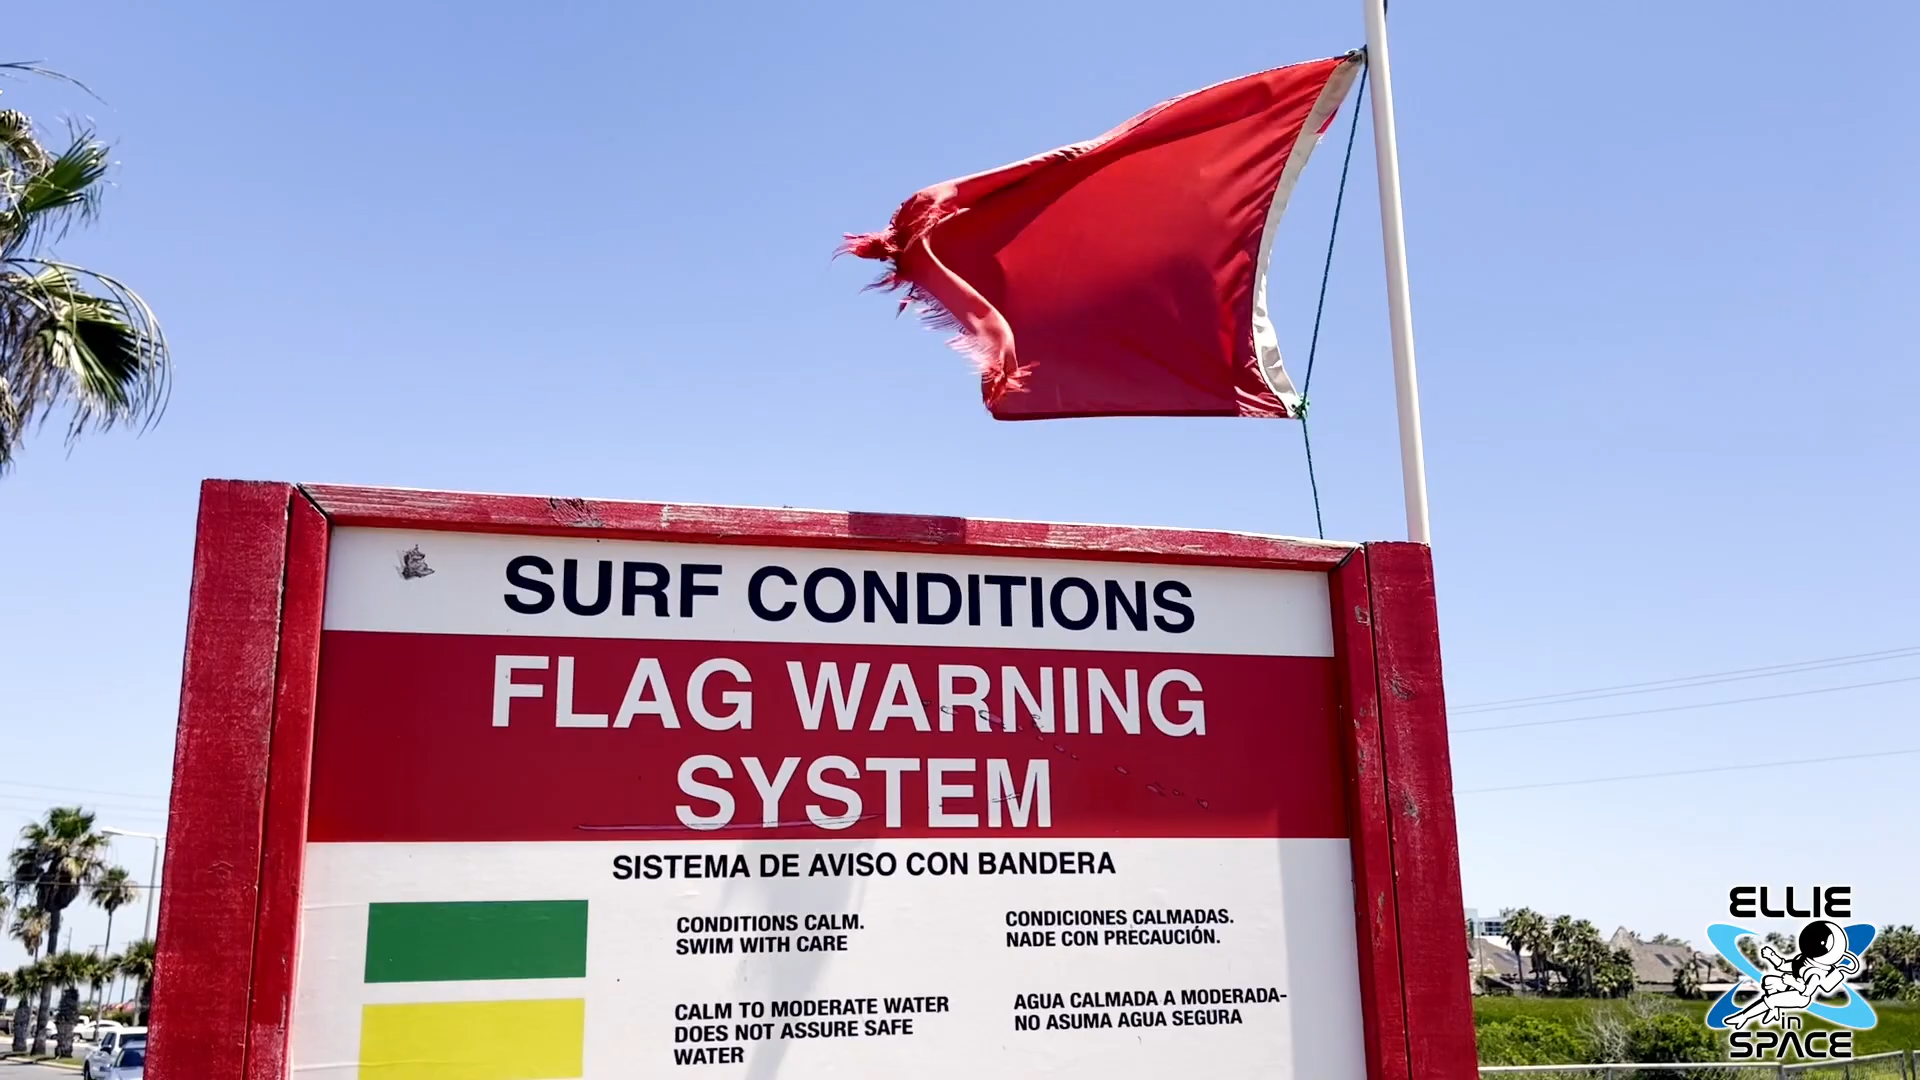 SURF CONDITIONS
FLAG WARNING
SYSTEM
SISTEMA DE AVISO CON BANDERA
CONDITIONS CALM.
SWIM WITH CARE
CONDICIONES CALMADAS.
NADE CON PRECAUCIÓN.
CALM TO MODERATE WATER
DOES NOT ASSURE SAFE
WATER
AGUA CALMADA A MODERADA-
NO ASUMA AGUA SEGURA
ELLIE
in
SPACE